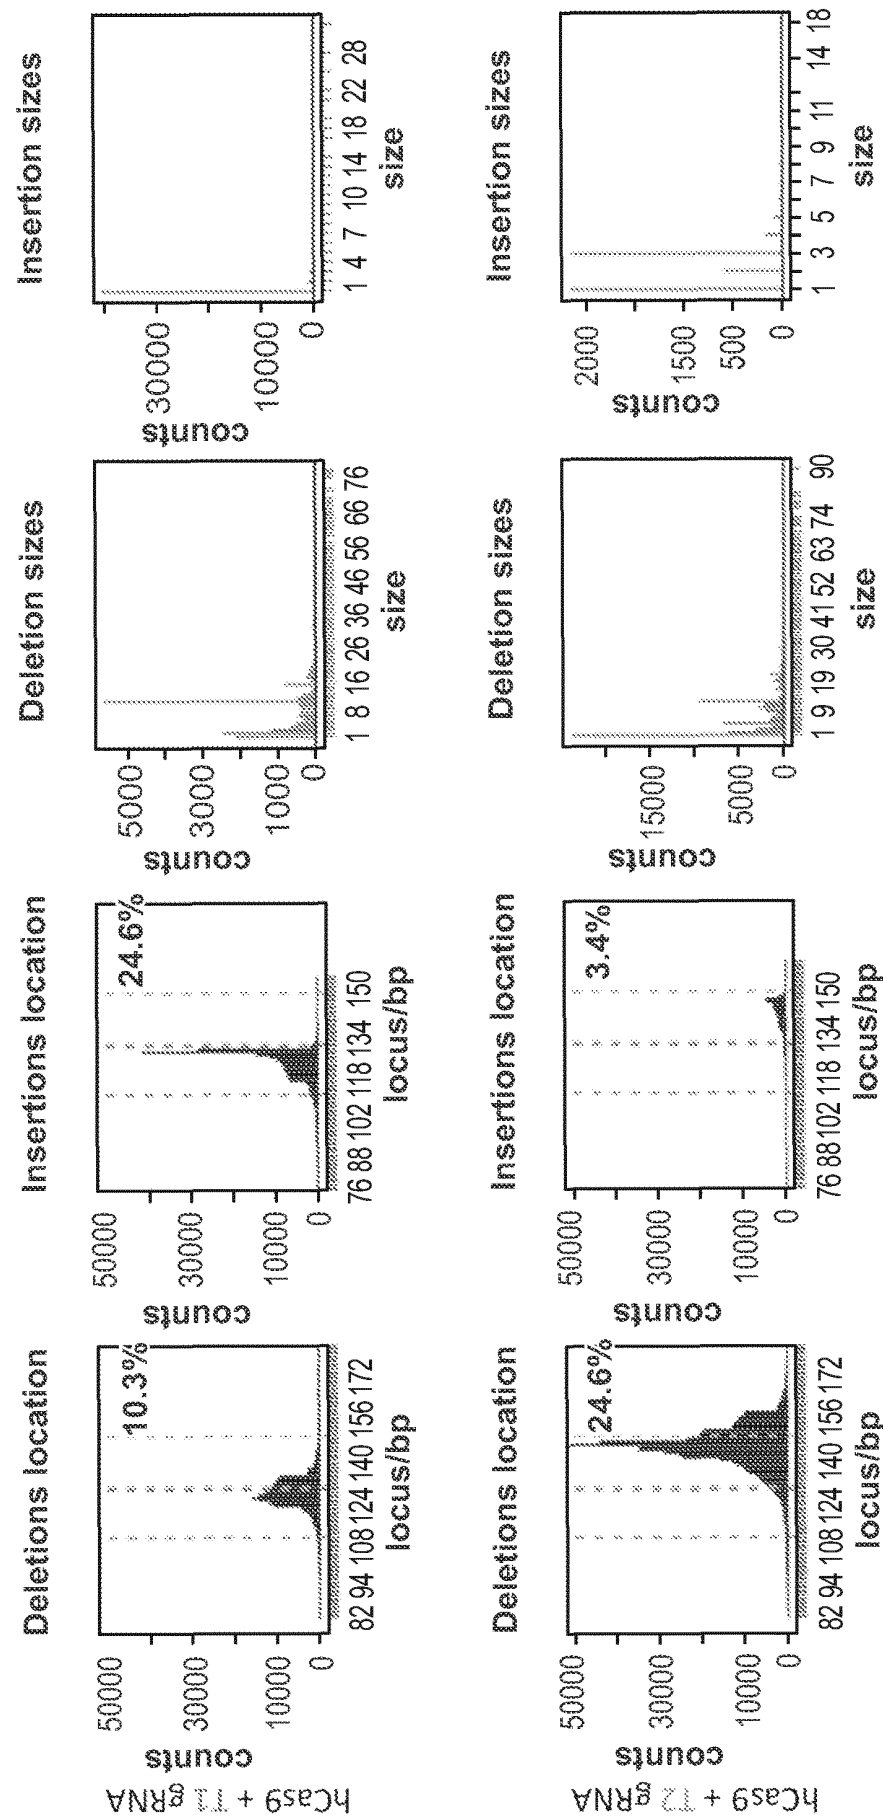 hCas9 + T1 gRNA
Deletions location
counts
50000
30000
10000
0
10.3%
82 94 108 124 140 156 172
locus/bp
Insertions location
counts
50000
30000
10000
0
24.6%
76 88 102 118 134 150
locus/bp
Deletion sizes
counts
5000
3000
1000
0
1 8 16 26 36 46 56 66 76
size
Insertion sizes
counts
30000
10000
0
1 4 7 10 14 18 22 28
size
hCas9 + T2 gRNA
Deletions location
counts
50000
30000
10000
0
24.6%
82 94 108 124 140 156 172
locus/bp
Insertions location
counts
50000
30000
10000
0
3.4%
76 88 102 118 134 150
locus/bp
Deletion sizes
counts
15000
5000
0
1 9 19 30 41 52 63 74 90
size
Insertion sizes
counts
2000
1500
500
0
1 3 5 7 9 11 14 18
size